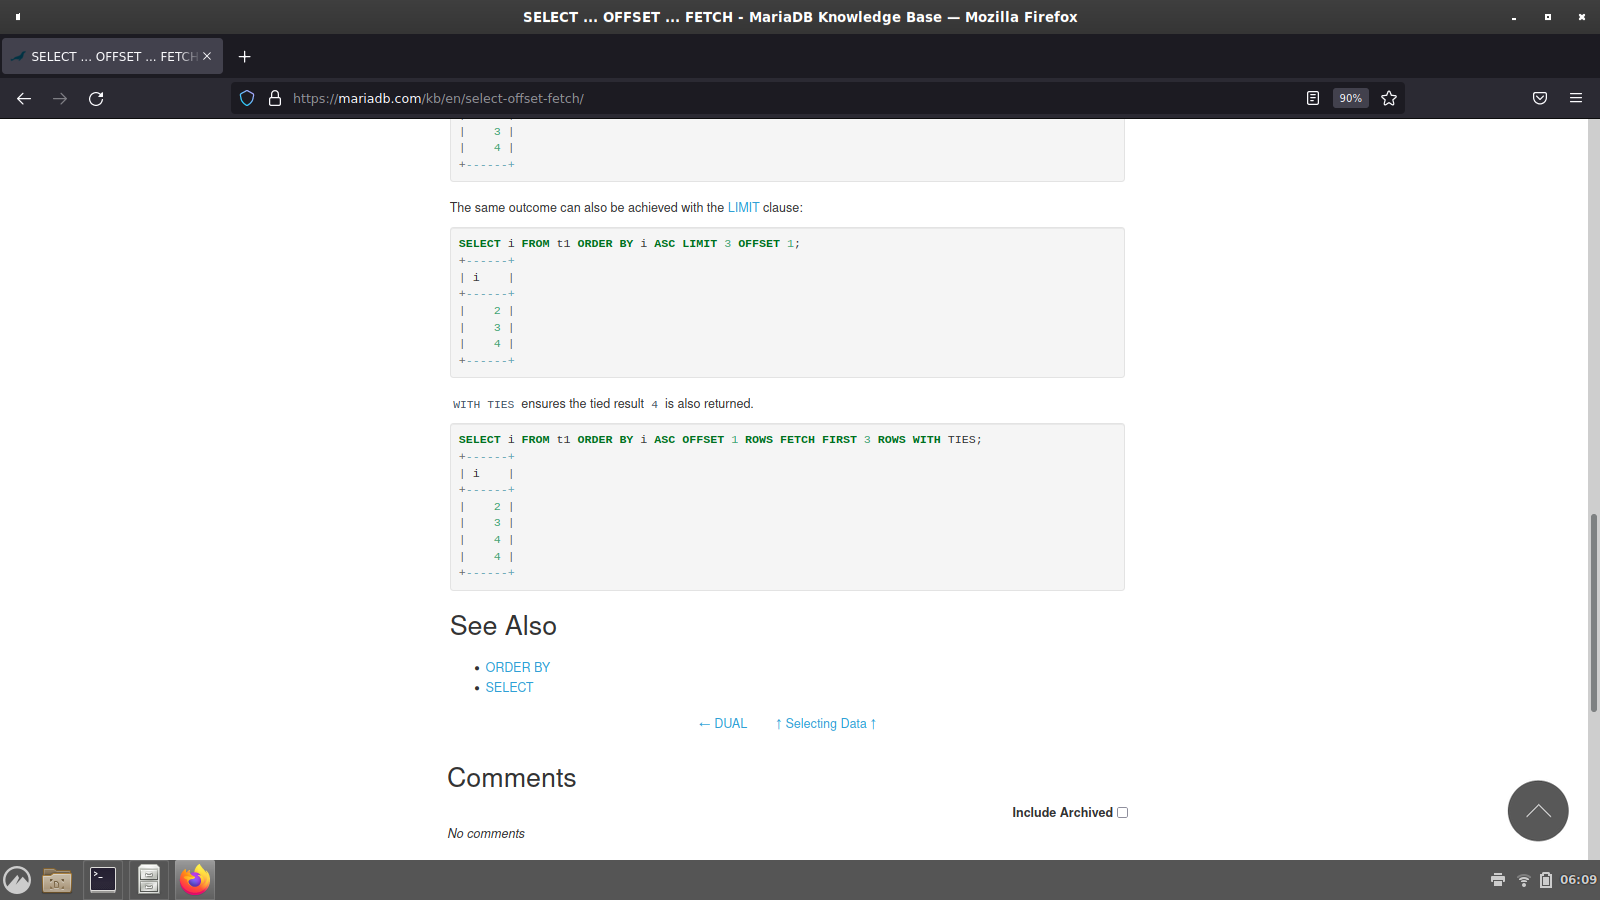 SELECT ... OFFSET ... FETCH - MariaDB Knowledge Base — Mozilla Firefox
SELECT ... OFFSET ... FETCH
https://mariadb.com/kb/en/select-offset-fetch/
90%
|    3 |
|    4 |
+------+
The same outcome can also be achieved with the LIMIT clause:
SELECT i FROM t1 ORDER BY i ASC LIMIT 3 OFFSET 1;
+------+
| i    |
+------+
|    2 |
|    3 |
|    4 |
+------+
WITH TIES ensures the tied result 4 is also returned.
SELECT i FROM t1 ORDER BY i ASC OFFSET 1 ROWS FETCH FIRST 3 ROWS WITH TIES;
+------+
| i    |
+------+
|    2 |
|    3 |
|    4 |
|    4 |
+------+
See Also
• ORDER BY
• SELECT
← DUAL ↑ Selecting Data ↑
Comments
Include Archived
No comments
06:09